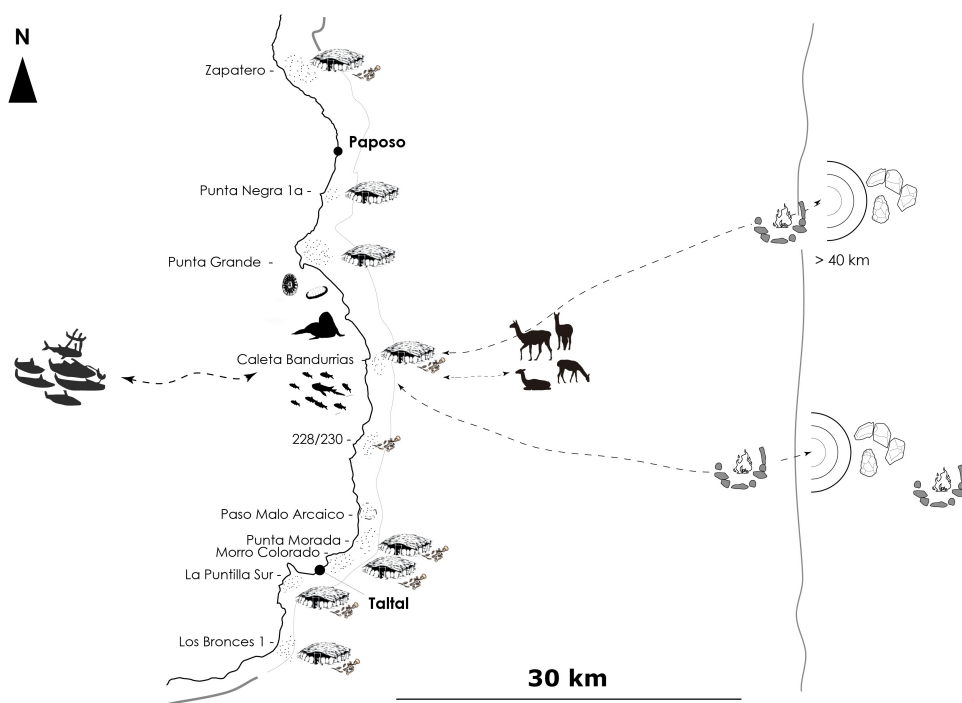 N
Zapatero -
Paposo
Punta Negra 1a -
Punta Grande -
> 40 km
Caleta Bandurrias -
228/230 -
Paso Malo Arcaico -
Punta Morada -
Morro Colorado -
La Puntilla Sur -
Taltal
Los Bronces 1 -
30 km